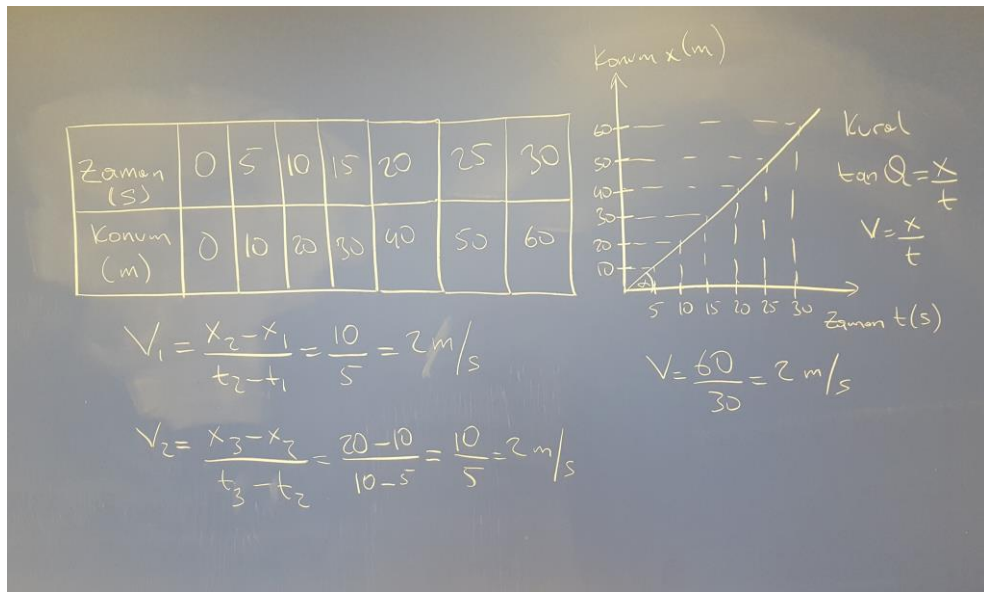 Zaman (s) 0 5 10 15 20 25 30
Konum (m) 0 10 20 30 40 50 60
V₁ = (x₂ - x₁)/(t₂ - t₁) = 10/5 = 2 m/s
V₂ = (x₃ - x₂)/(t₃ - t₂) = (20-10)/(10-5) = 10/5 = 2 m/s
Konum x (m)
60
50
40
30
20
10
α
5 10 15 20 25 30
Zaman t(s)
Kural
tan Q = x/t
V = x/t
V = 60/30 = 2 m/s